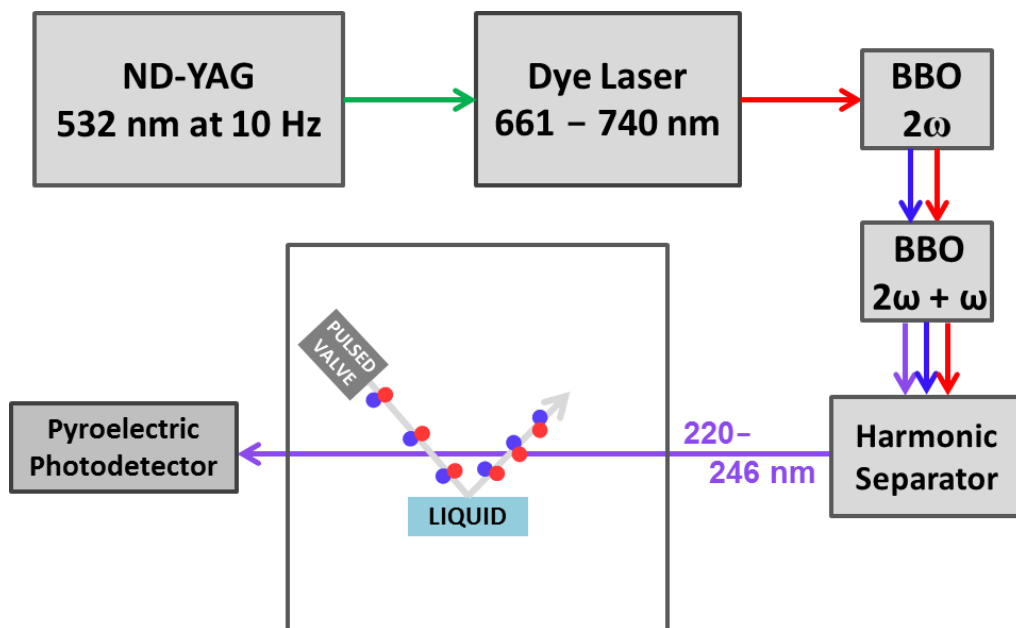 ND-YAG
532 nm at 10 Hz
Dye Laser
661 – 740 nm
BBO
2ω
BBO
2ω + ω
Harmonic
Separator
220–
246 nm
PULSED
VALVE
LIQUID
Pyroelectric
Photodetector